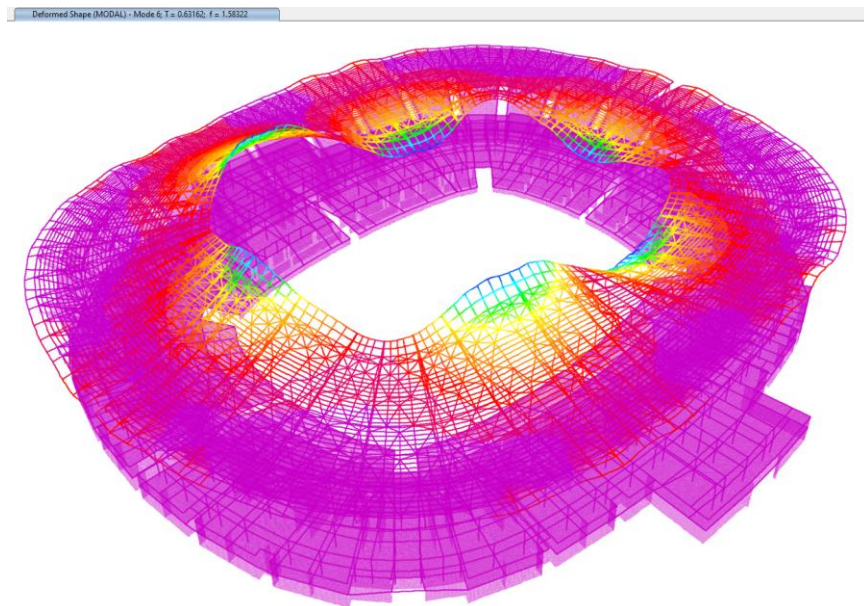 Deformed Shape (MODAL) - Mode 6; T = 0.63162; f = 1.58322